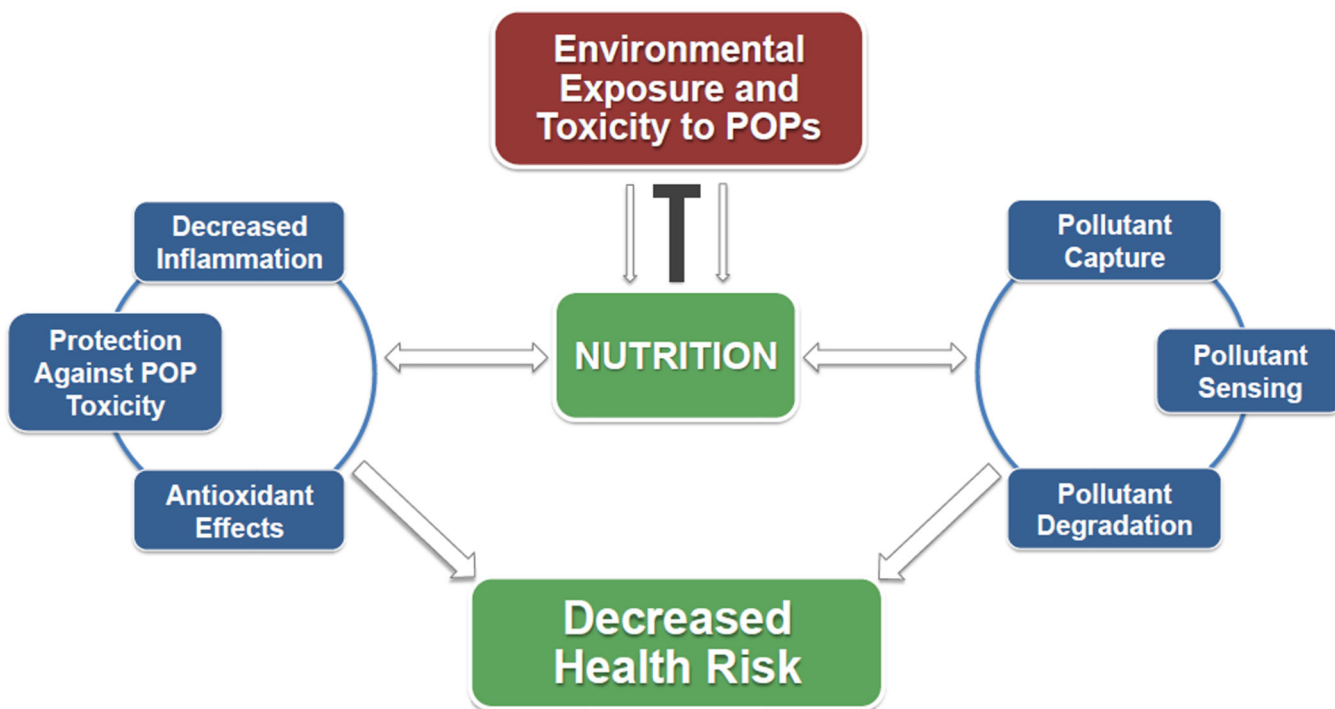 Environmental
Exposure and
Toxicity to POPs
Decreased
Inflammation
Protection
Against POP
Toxicity
Antioxidant
Effects
NUTRITION
Pollutant
Capture
Pollutant
Sensing
Pollutant
Degradation
Decreased
Health Risk